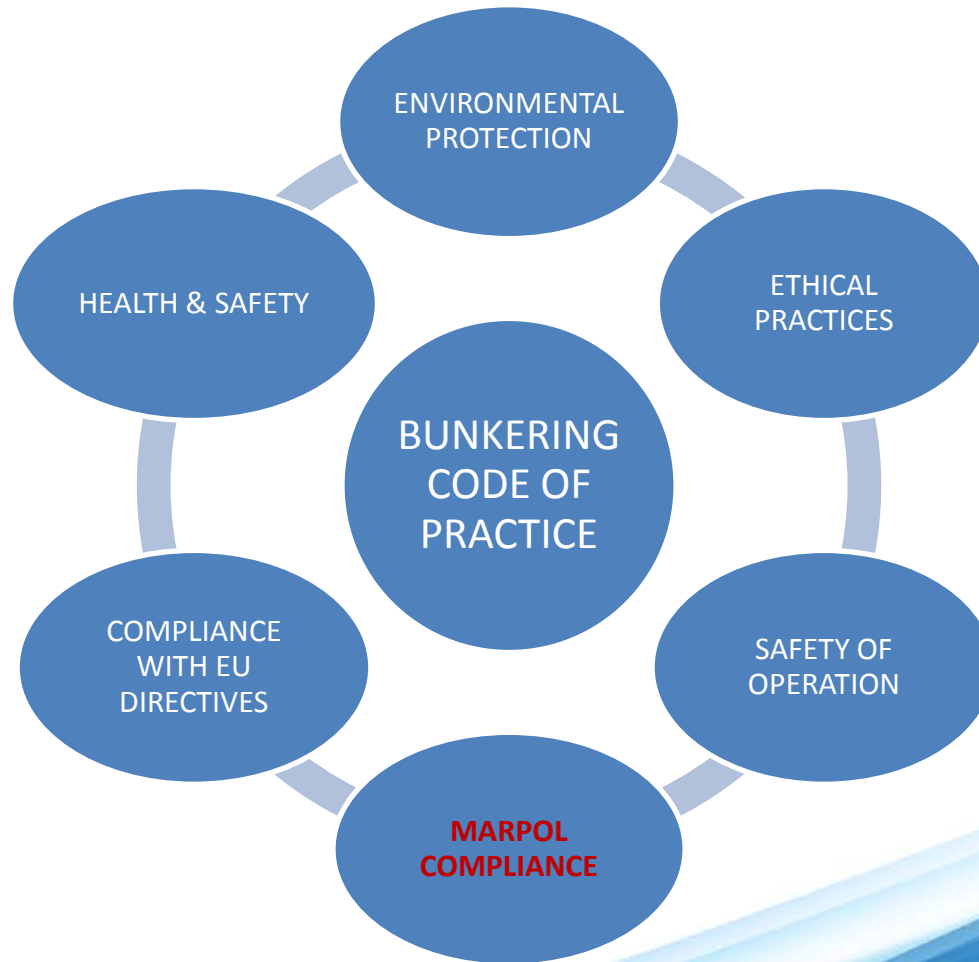 ENVIRONMENTAL
PROTECTION
ETHICAL
PRACTICES
HEALTH & SAFETY
BUNKERING
CODE OF
PRACTICE
COMPLIANCE
WITH EU
DIRECTIVES
SAFETY OF
OPERATION
MARPOL
COMPLIANCE